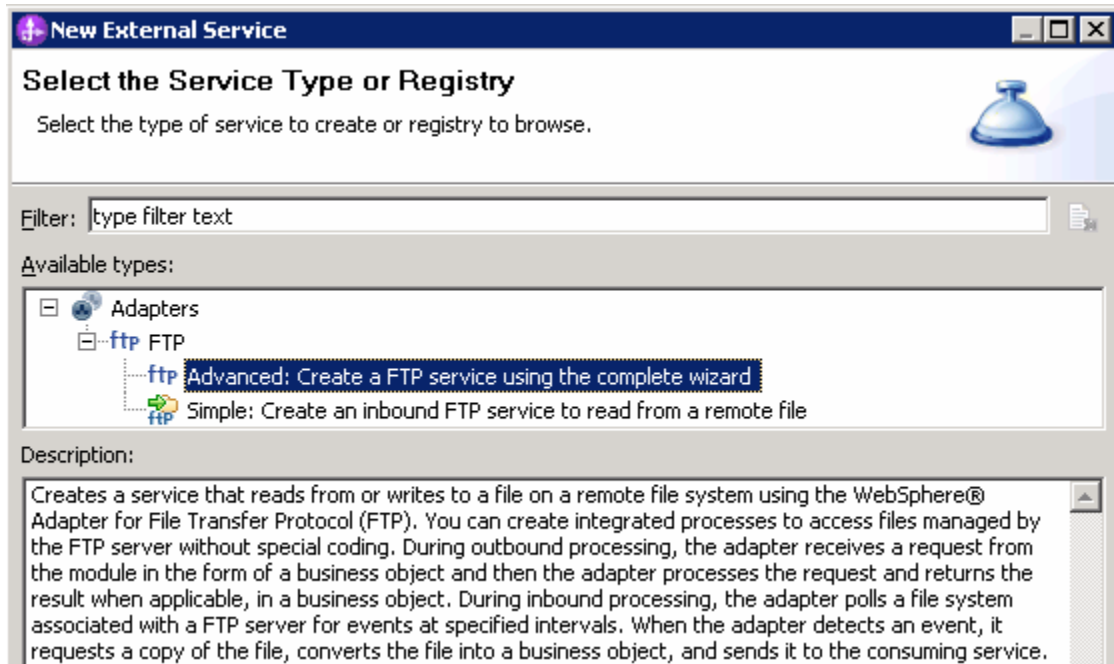 New External Service
Select the Service Type or Registry
Select the type of service to create or registry to browse.
Filter: type filter text
Available types:
Adapters
ftp FTP
ftp Advanced: Create a FTP service using the complete wizard
ftp Simple: Create an inbound FTP service to read from a remote file
Description:
Creates a service that reads from or writes to a file on a remote file system using the WebSphere®
Adapter for File Transfer Protocol (FTP). You can create integrated processes to access files managed by
the FTP server without special coding. During outbound processing, the adapter receives a request from
the module in the form of a business object and then the adapter processes the request and returns the
result when applicable, in a business object. During inbound processing, the adapter polls a file system
associated with a FTP server for events at specified intervals. When the adapter detects an event, it
requests a copy of the file, converts the file into a business object, and sends it to the consuming service.